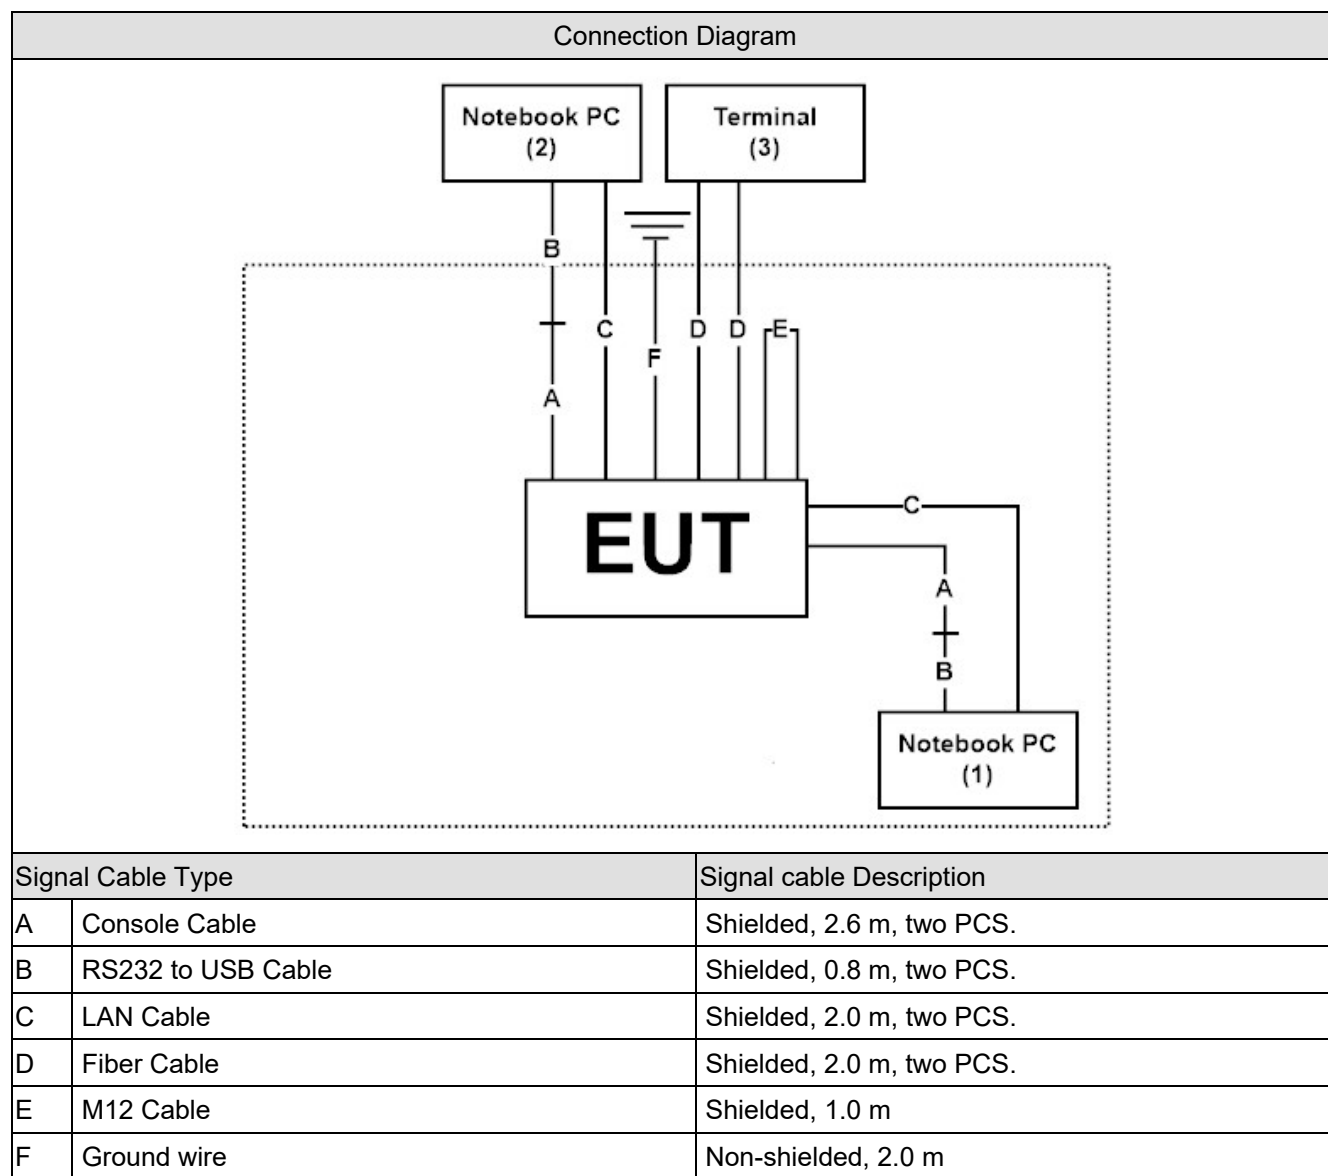 Connection Diagram
Notebook PC
(2)
Terminal
(3)
B
C
D
D
E
F
A
EUT
C
A
B
Notebook PC
(1)
Signal Cable Type
Signal cable Description
A Console Cable Shielded, 2.6 m, two PCS.
B RS232 to USB Cable Shielded, 0.8 m, two PCS.
C LAN Cable Shielded, 2.0 m, two PCS.
D Fiber Cable Shielded, 2.0 m, two PCS.
E M12 Cable Shielded, 1.0 m
F Ground wire Non-shielded, 2.0 m